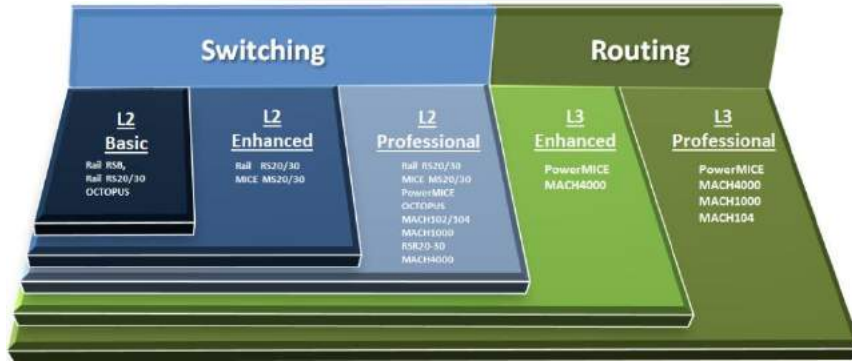 Switching
Routing
L2
Basic
Rail RSB,
Rail RS20/30
OCTOPUS
L2
Enhanced
Rail RS20/30
MICE MS20/30
L2
Professional
Rail RS20/30
MICE MS20/30
PowerMICE
OCTOPUS
MACH102/104
MACH1000
RSR20-30
MACH4000
L3
Enhanced
PowerMICE
MACH4000
L3
Professional
PowerMICE
MACH4000
MACH1000
MACH104